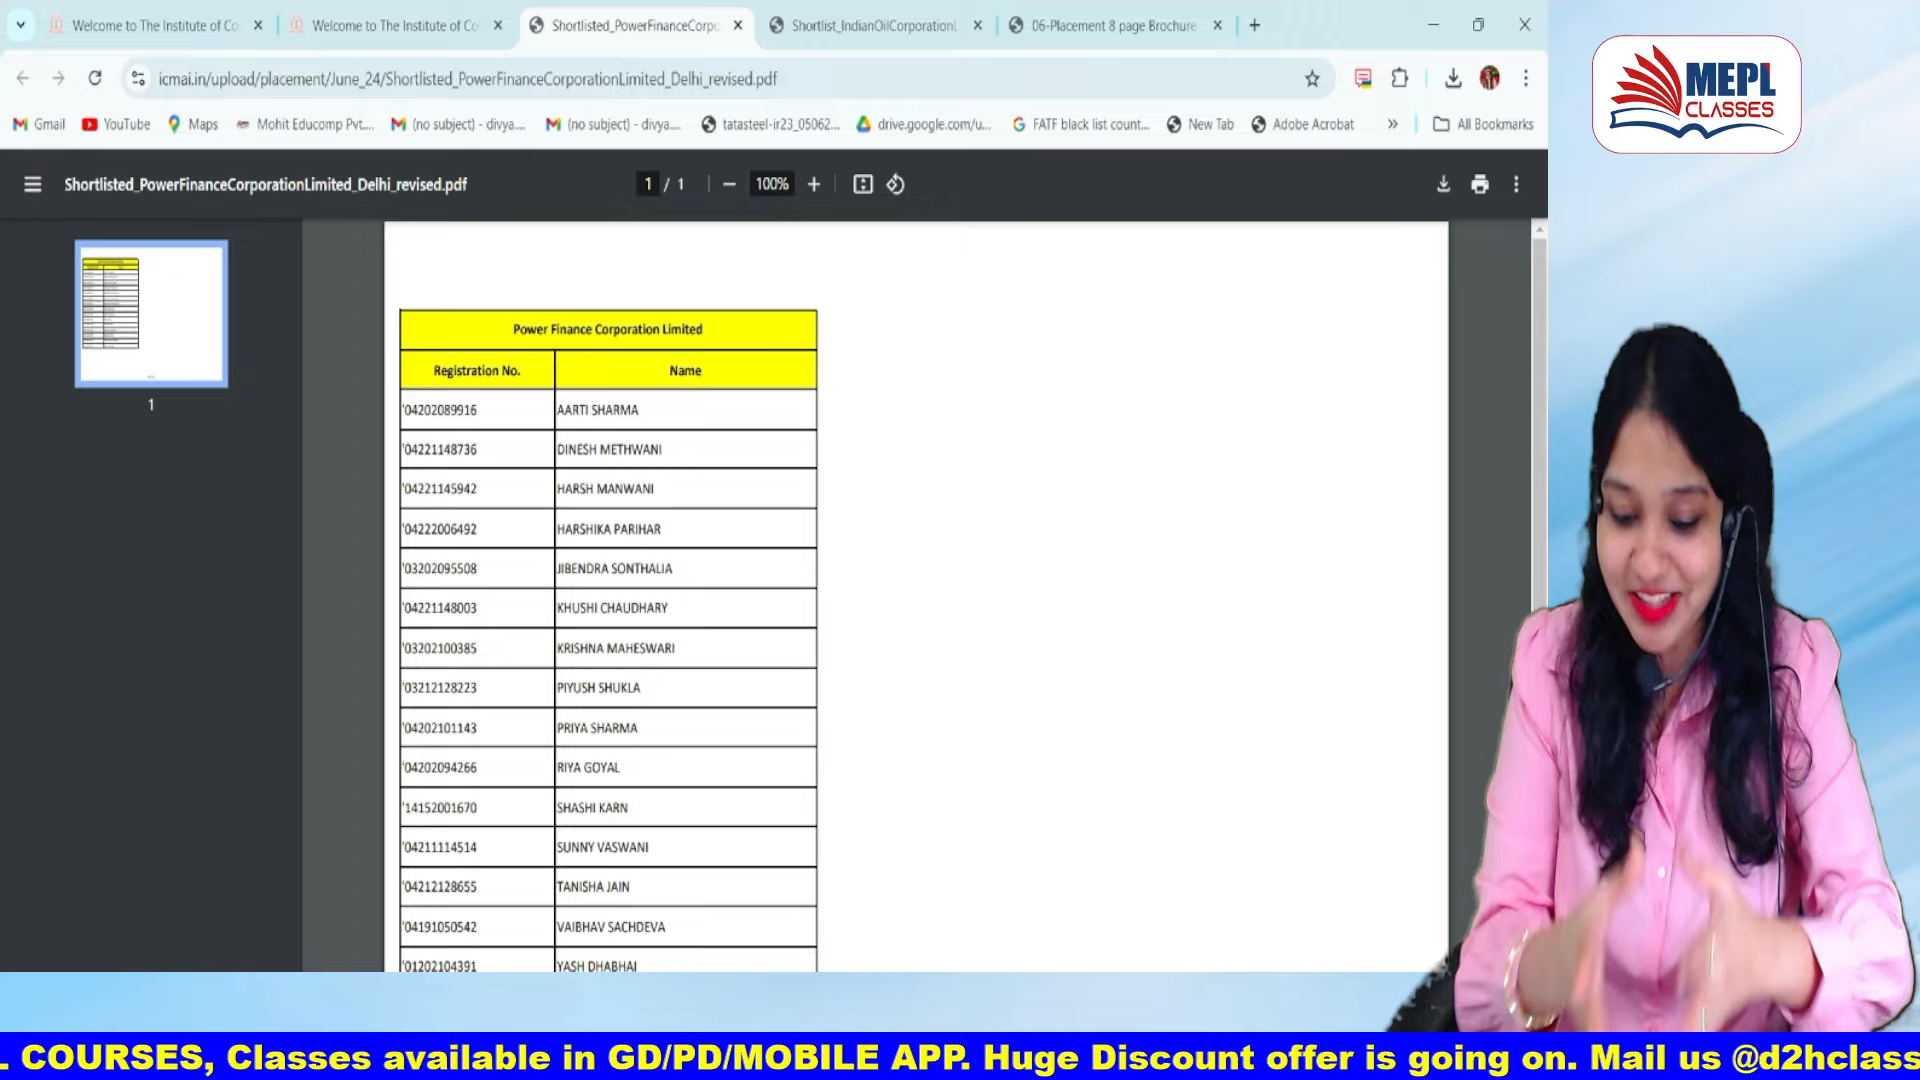 Welcome to The Institute of Co
Welcome to The Institute of Co
Shortlisted_PowerFinanceCorpo
Shortlist_IndianOilCorporationL
06-Placement 8 page Brochure
icmai.in/upload/placement/June_24/Shortlisted_PowerFinanceCorporationLimited_Delhi_revised.pdf
Gmail
YouTube
Maps
Mohit Educomp Pvt....
(no subject) - divya....
(no subject) - divya....
tatasteel-ir23_05062...
drive.google.com/u...
FATF black list count...
New Tab
Adobe Acrobat
»
All Bookmarks
MEPL
CLASSES
Shortlisted_PowerFinanceCorporationLimited_Delhi_revised.pdf
1 / 1
100%
1
Power Finance Corporation Limited
Registration No. Name
'04202089916 AARTI SHARMA
'04221148736 DINESH METHWANI
'04221145942 HARSH MANWANI
'04222006492 HARSHIKA PARIHAR
'03202095508 JIBENDRA SONTHALIA
'04221148003 KHUSHI CHAUDHARY
'03202100385 KRISHNA MAHESWARI
'03212128223 PIYUSH SHUKLA
'04202101143 PRIYA SHARMA
'04202094266 RIYA GOYAL
'14152001670 SHASHI KARN
'04211114514 SUNNY VASWANI
'04212128655 TANISHA JAIN
'04191050542 VAIBHAV SACHDEVA
'01202104391 YASH DHABHAI
L COURSES, Classes available in GD/PD/MOBILE APP. Huge Discount offer is going on. Mail us @d2hclass